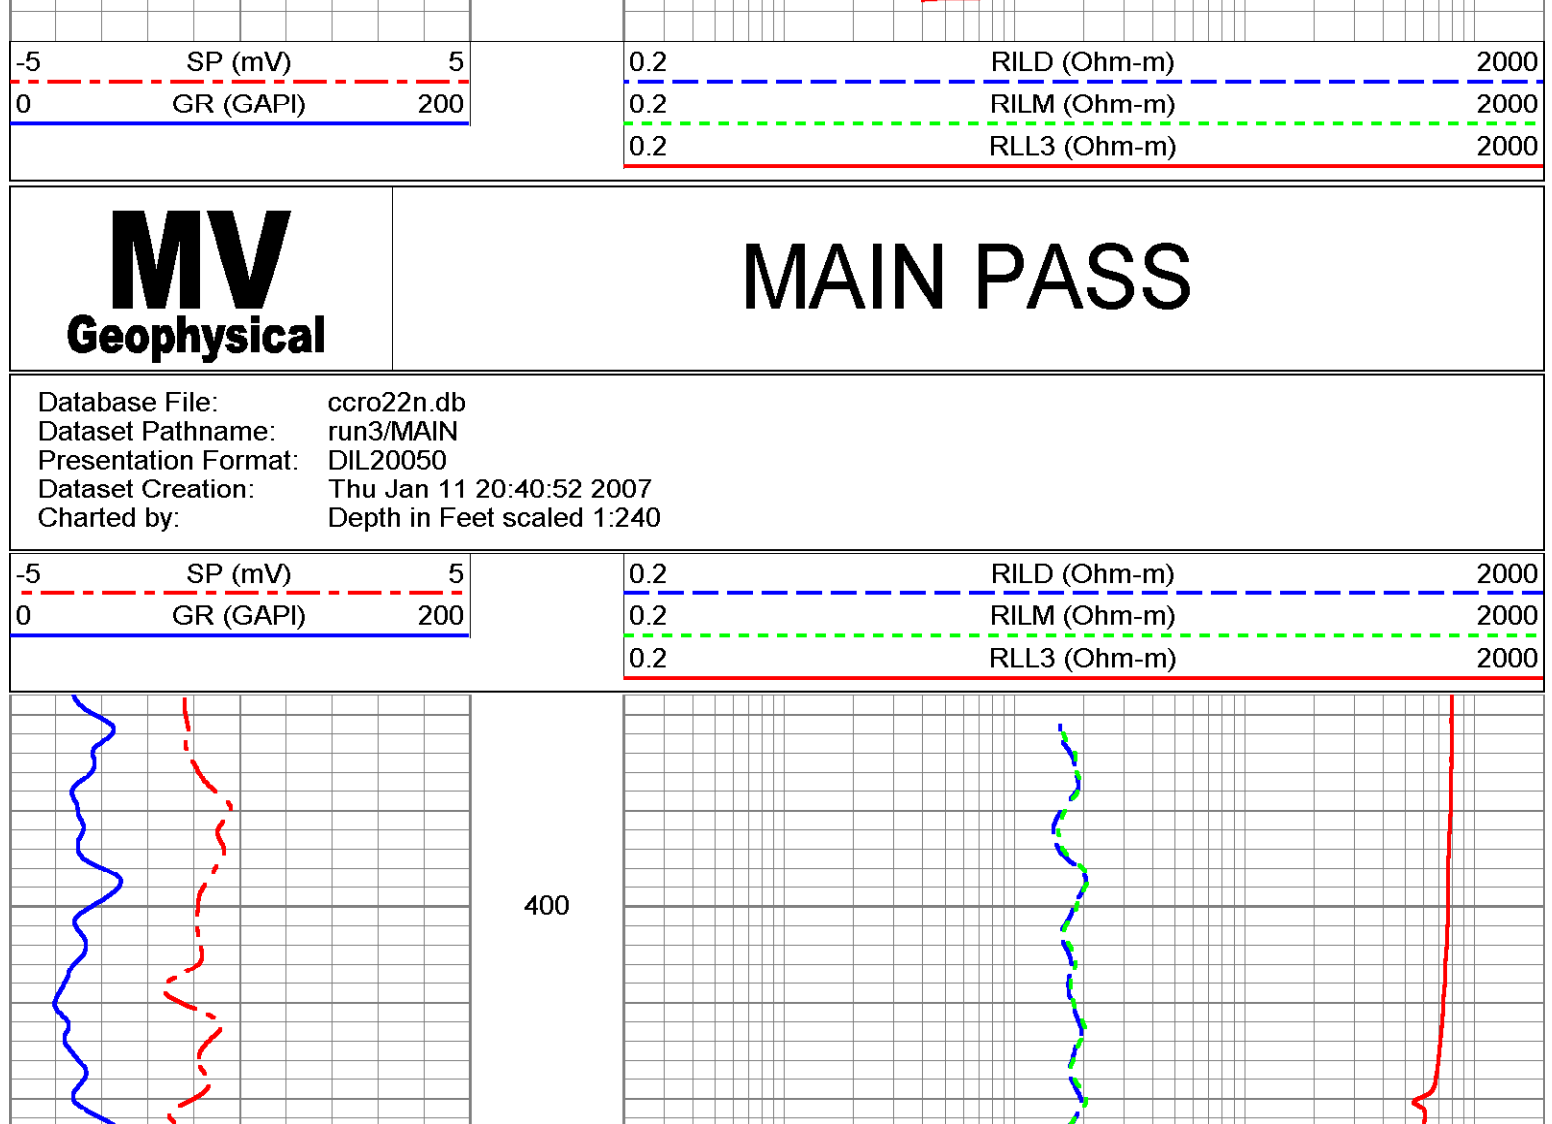 -5 SP (mV) 5 0.2 RILD (Ohm-m) 2000
0 GR (GAPI) 200 0.2 RILM (Ohm-m) 2000
0.2 RLL3 (Ohm-m) 2000
MV
Geophysical
MAIN PASS
Database File: ccro22n.db
Dataset Pathname: run3/MAIN
Presentation Format: DIL20050
Dataset Creation: Thu Jan 11 20:40:52 2007
Charted by: Depth in Feet scaled 1:240
-5 SP (mV) 5 0.2 RILD (Ohm-m) 2000
0 GR (GAPI) 200 0.2 RILM (Ohm-m) 2000
0.2 RLL3 (Ohm-m) 2000
400